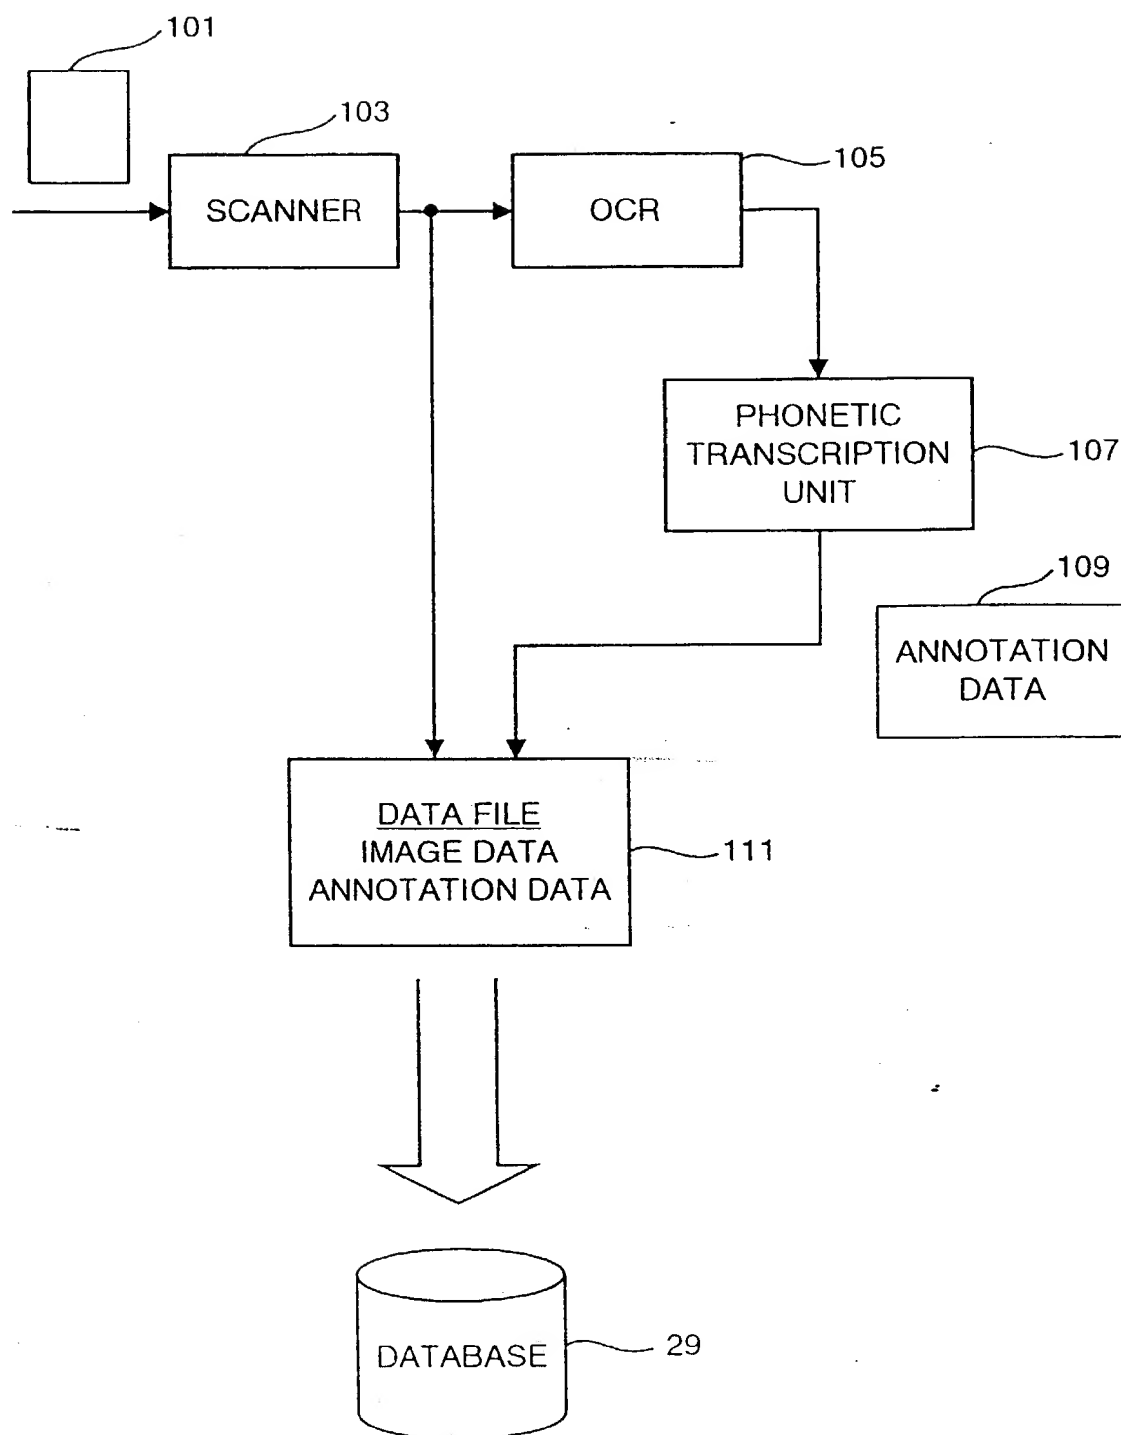 101
103
SCANNER
105
OCR
PHONETIC
TRANSCRIPTION
UNIT
107
109
ANNOTATION
DATA
DATA FILE
IMAGE DATA
ANNOTATION DATA
111
DATABASE
29